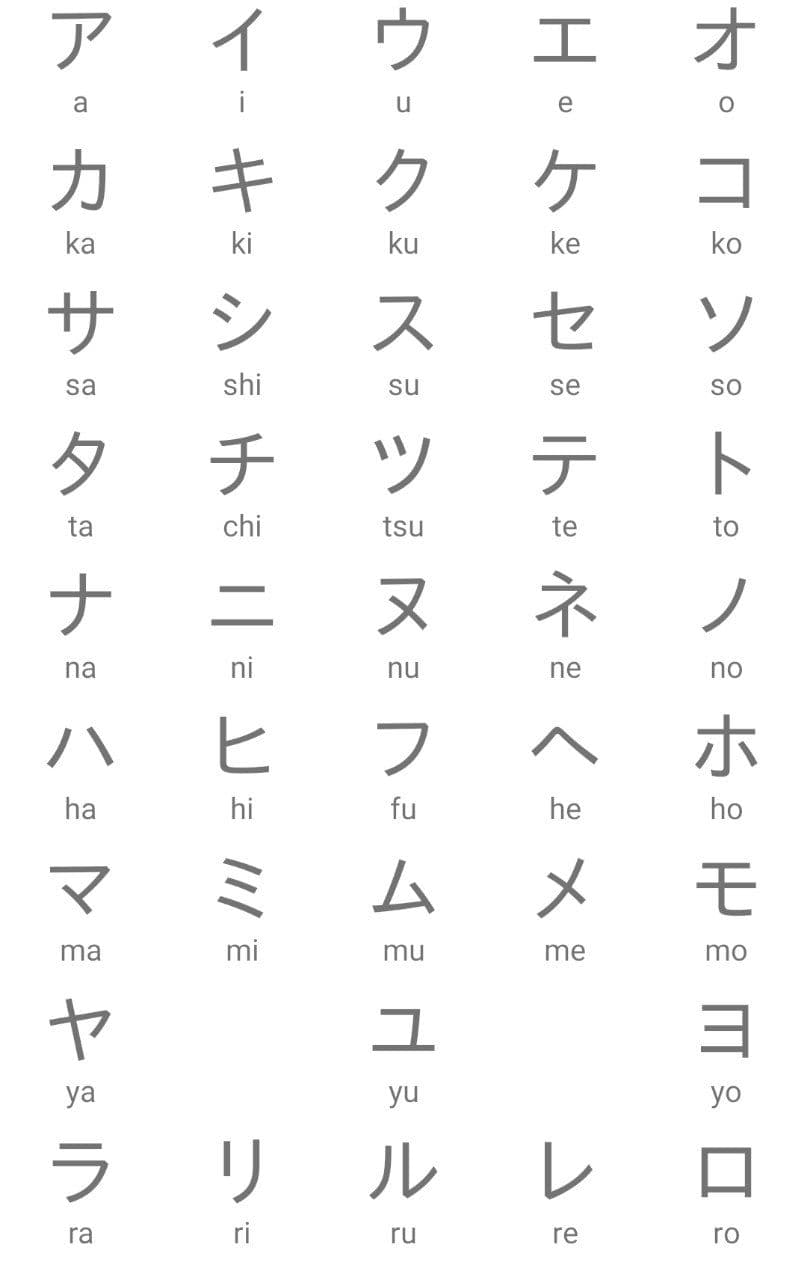 ア イ ウ エ オ
a i u e o
カ キ ク ケ コ
ka ki ku ke ko
サ シ ス セ ソ
sa shi su se so
タ チ ツ テ ト
ta chi tsu te to
ナ ニ ヌ ネ ノ
na ni nu ne no
ハ ヒ フ ヘ ホ
ha hi fu he ho
マ ミ ム メ モ
ma mi mu me mo
ヤ ユ ヨ
ya yu yo
ラ リ ル レ ロ
ra ri ru re ro